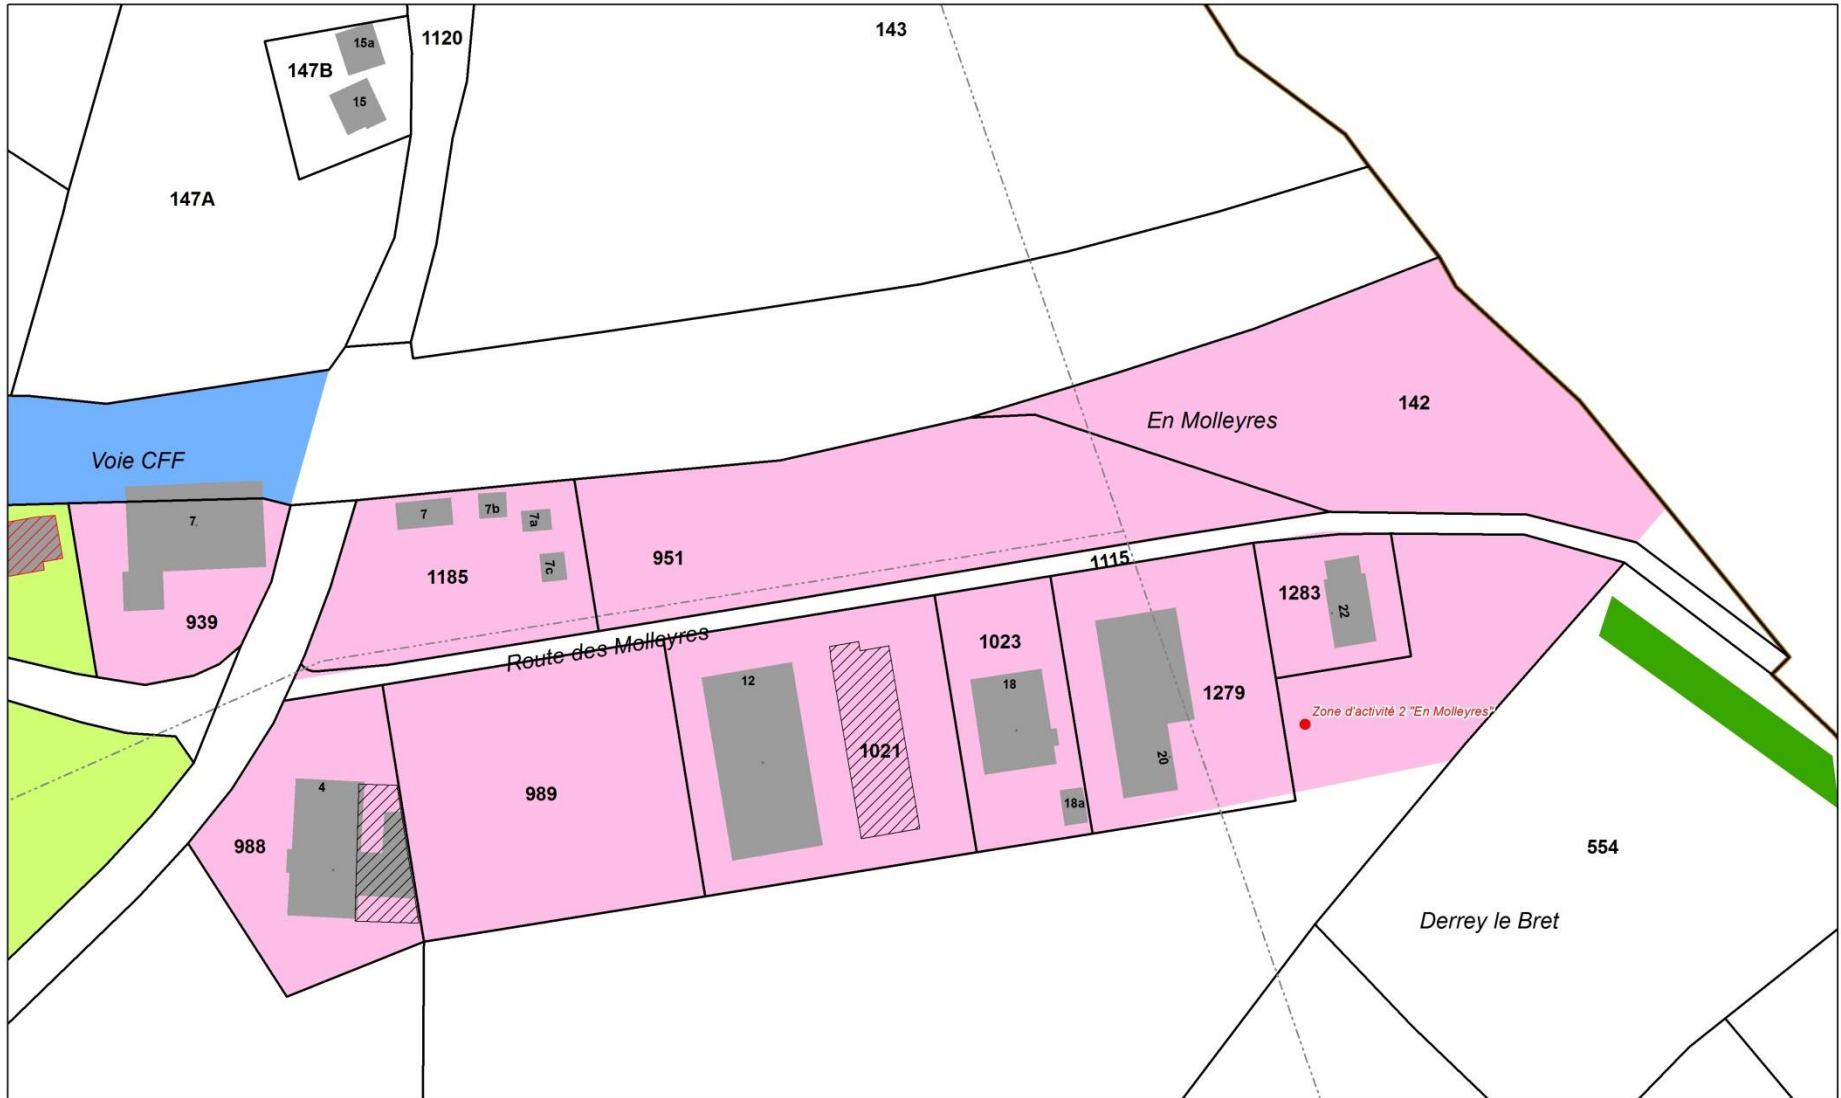 143
1120
15a
147B
15
147A
142
En Molleyres
Voie CFF
7
7b
7a
7
7c
951
1115
1185
1283
22
939
Route des Molleyres
1023
12
18
1279
Zone d'activité 2 "En Molleyres"
1021
20
4
989
18a
988
554
Derrey le Bret